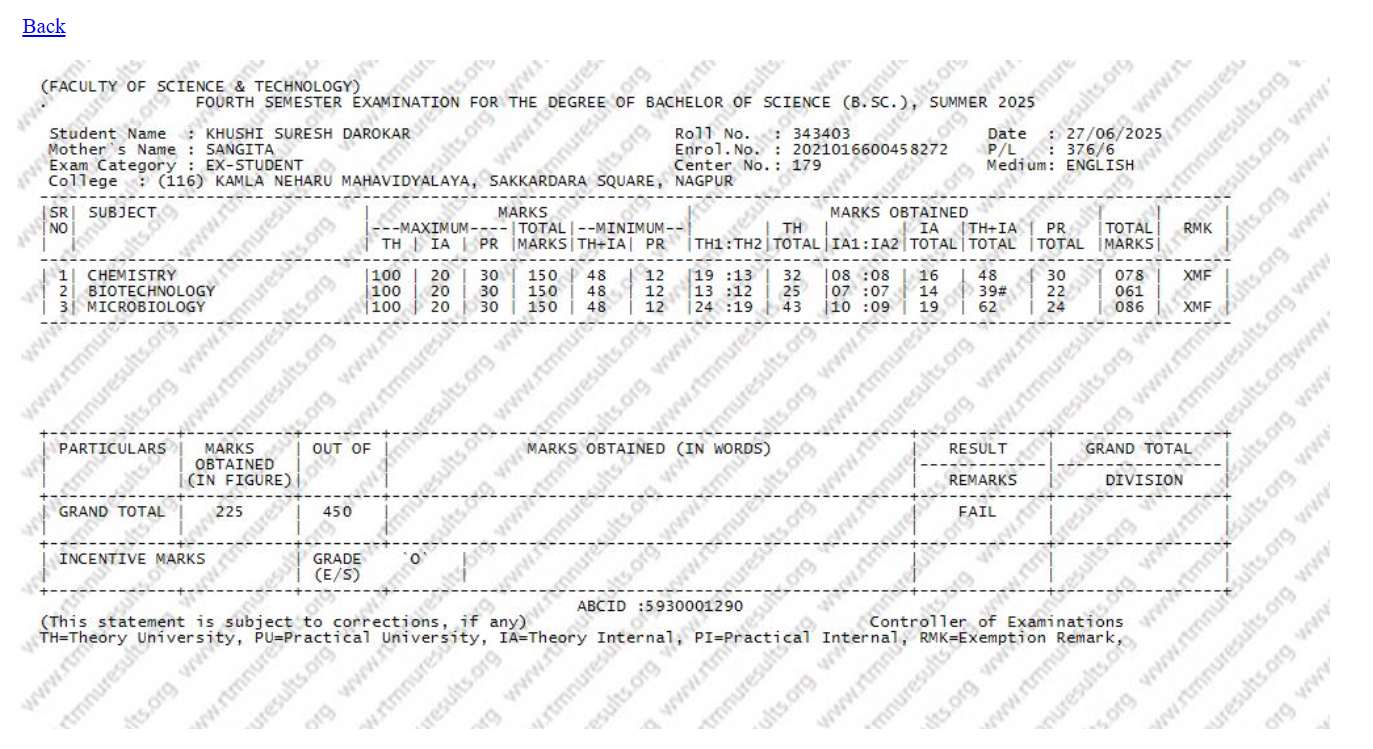 Back
(FACULTY OF SCIENCE & TECHNOLOGY)
. FOURTH SEMESTER EXAMINATION FOR THE DEGREE OF BACHELOR OF SCIENCE (B.SC.), SUMMER 2025
Student Name : KHUSHI SURESH DAROKAR Roll No. : 343403 Date : 27/06/2025
Mother`s Name : SANGITA Enrol.No. : 2021016600458272 P/L : 376/6
Exam Category : EX-STUDENT Center No.: 179 Medium: ENGLISH
College : (116) KAMLA NEHARU MAHAVIDYALAYA, SAKKARDARA SQUARE, NAGPUR
|SR| SUBJECT | MARKS | MARKS OBTAINED | | |
|NO| |---MAXIMUM----|TOTAL|--MINIMUM--| | TH | | IA |TH+IA | PR |TOTAL| RMK |
| | | TH | IA | PR |MARKS|TH+IA| PR |TH1:TH2|TOTAL|IA1:IA2|TOTAL|TOTAL |TOTAL |MARKS| |
| 1| CHEMISTRY |100 | 20 | 30 | 150 | 48 | 12 |19 :13 | 32 |08 :08 | 16 | 48 | 30 | 078 | XMF |
| 2| BIOTECHNOLOGY |100 | 20 | 30 | 150 | 48 | 12 |13 :12 | 25 |07 :07 | 14 | 39# | 22 | 061 | |
| 3| MICROBIOLOGY |100 | 20 | 30 | 150 | 48 | 12 |24 :19 | 43 |10 :09 | 19 | 62 | 24 | 086 | XMF |
| PARTICULARS | MARKS | OUT OF | MARKS OBTAINED (IN WORDS) | RESULT | GRAND TOTAL |
| | OBTAINED | | |
| |(IN FIGURE)| | | REMARKS | DIVISION |
| GRAND TOTAL | 225 | 450 | | FAIL | |
| INCENTIVE MARKS | GRADE `O` | | | |
| | (E/S) | | | |
ABCID :5930001290
(This statement is subject to corrections, if any) Controller of Examinations
TH=Theory University, PU=Practical University, IA=Theory Internal, PI=Practical Internal, RMK=Exemption Remark,
www.rtmnuresults.org